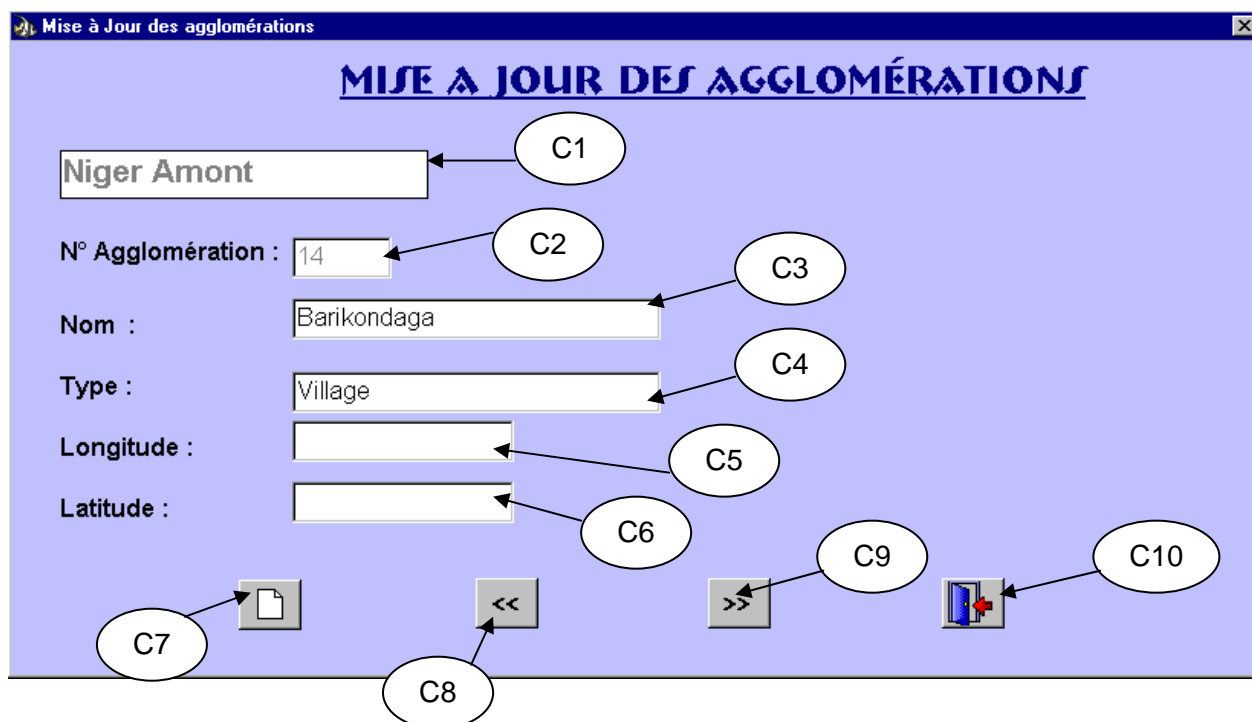 Mise à Jour des agglomérations
MISE A JOUR DES AGGLOMÉRATIONS
C1
Niger Amont
N° Agglomération : 14
C2
C3
Nom : Barikondaga
C4
Type : Village
Longitude :
C5
Latitude :
C6
C9
C10
<< >>
C7
C8